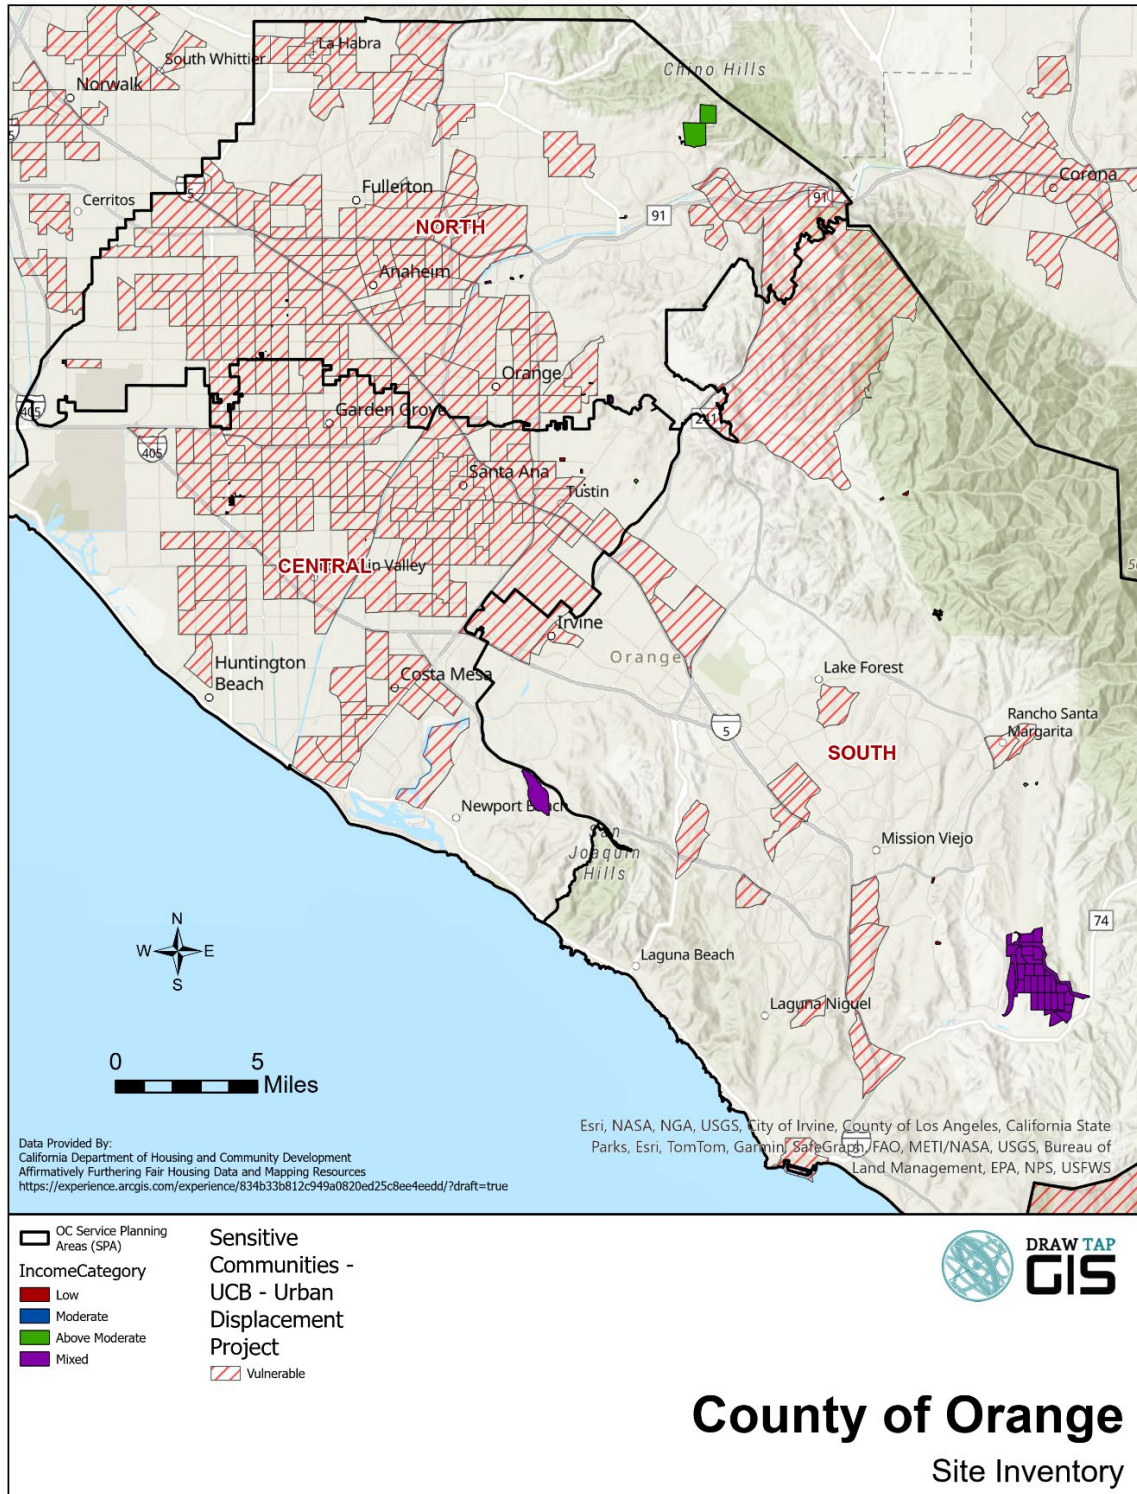 Chino Hills
La Habra
South Whittier
Norwalk
5
Cerritos
5
Fullerton
NORTH
91
91
Corona
Anaheim
Orange
405
Garden Grove
241
405
Santa Ana
Tustin
CENTRAL
in Valley
Irvine
Orange
Huntington
Beach
Costa Mesa
Lake Forest
Rancho Santa
Margarita
5
SOUTH
Newport B ch
San
Joaquin
Hills
Mission Viejo
74
N
W
E
S
Laguna Beach
Laguna Niguel
0
5
Miles
Esri, NASA, NGA, USGS, City of Irvine, County of Los Angeles, California State
Parks, Esri, TomTom, Garmin, SafeGraph, FAO, METI/NASA, USGS, Bureau of
Land Management, EPA, NPS, USFWS
Data Provided By:
California Department of Housing and Community Development
Affirmatively Furthering Fair Housing Data and Mapping Resources
https://experience.arcgis.com/experience/834b33b812c949a0820ed25c8ee4eedd/?draft=true
OC Service Planning
Areas (SPA)
IncomeCategory
Low
Moderate
Above Moderate
Mixed
Sensitive
Communities -
UCB - Urban
Displacement
Project
Vulnerable
DRAW TAP
GIS
County of Orange
Site Inventory